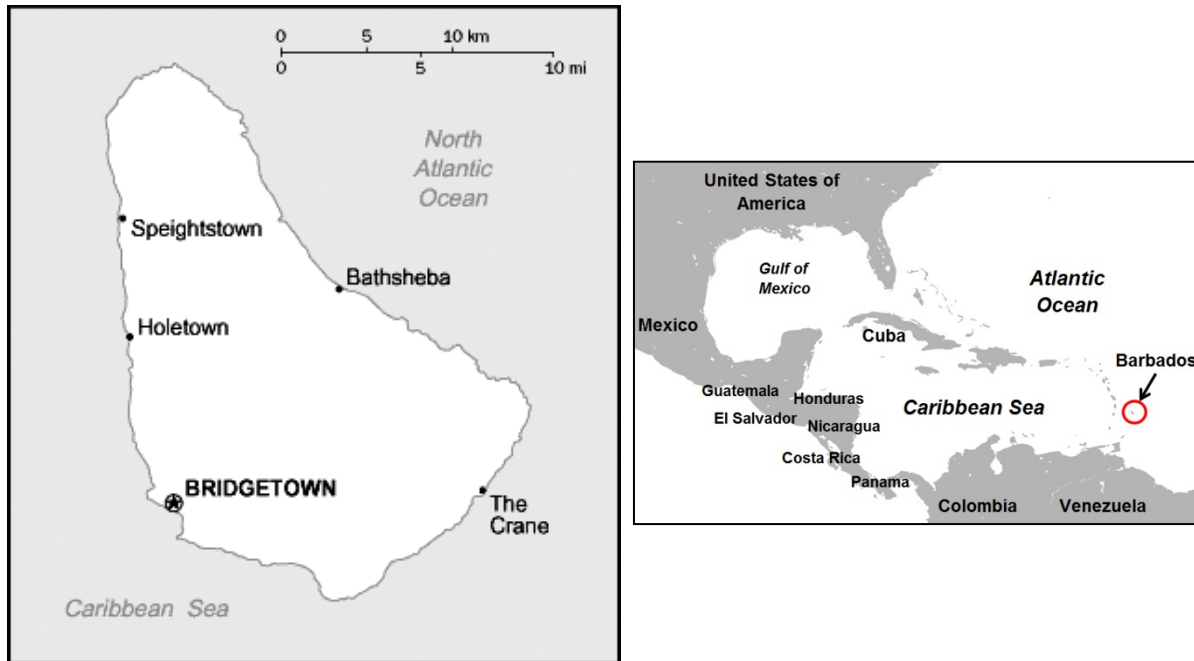 0 5 10 km
0 5 10 mi
North
Atlantic
Ocean
Speightstown
Bathsheba
Holetown
BRIDGETOWN
The
Crane
Caribbean Sea
United States of
America
Gulf of
Mexico
Atlantic
Ocean
Mexico
Cuba
Barbados
Guatemala
Honduras
Caribbean Sea
El Salvador
Nicaragua
Costa Rica
Panama
Colombia
Venezuela